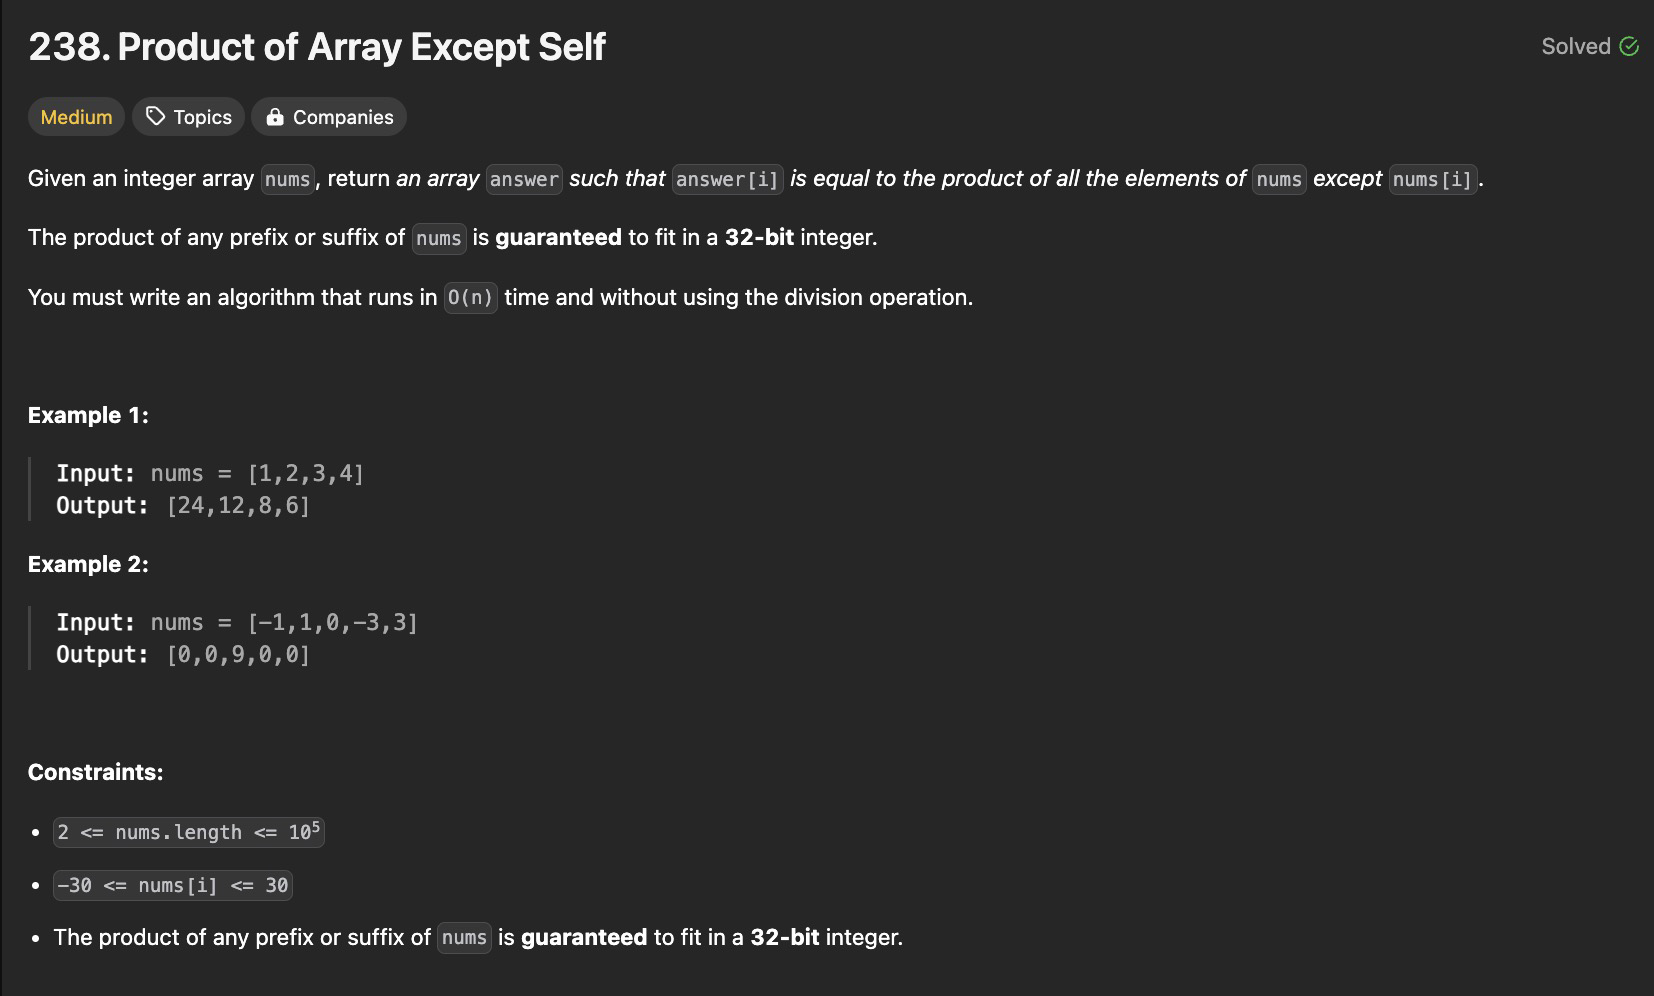 238. Product of Array Except Self
Solved
Medium
Topics
Companies
Given an integer array nums, return an array answer such that answer[i] is equal to the product of all the elements of nums except nums[i].
The product of any prefix or suffix of nums is guaranteed to fit in a 32-bit integer.
You must write an algorithm that runs in O(n) time and without using the division operation.
Example 1:
Input: nums = [1,2,3,4]
Output: [24,12,8,6]
Example 2:
Input: nums = [-1,1,0,-3,3]
Output: [0,0,9,0,0]
Constraints:
• 2 <= nums.length <= 10⁵
• -30 <= nums[i] <= 30
• The product of any prefix or suffix of nums is guaranteed to fit in a 32-bit integer.